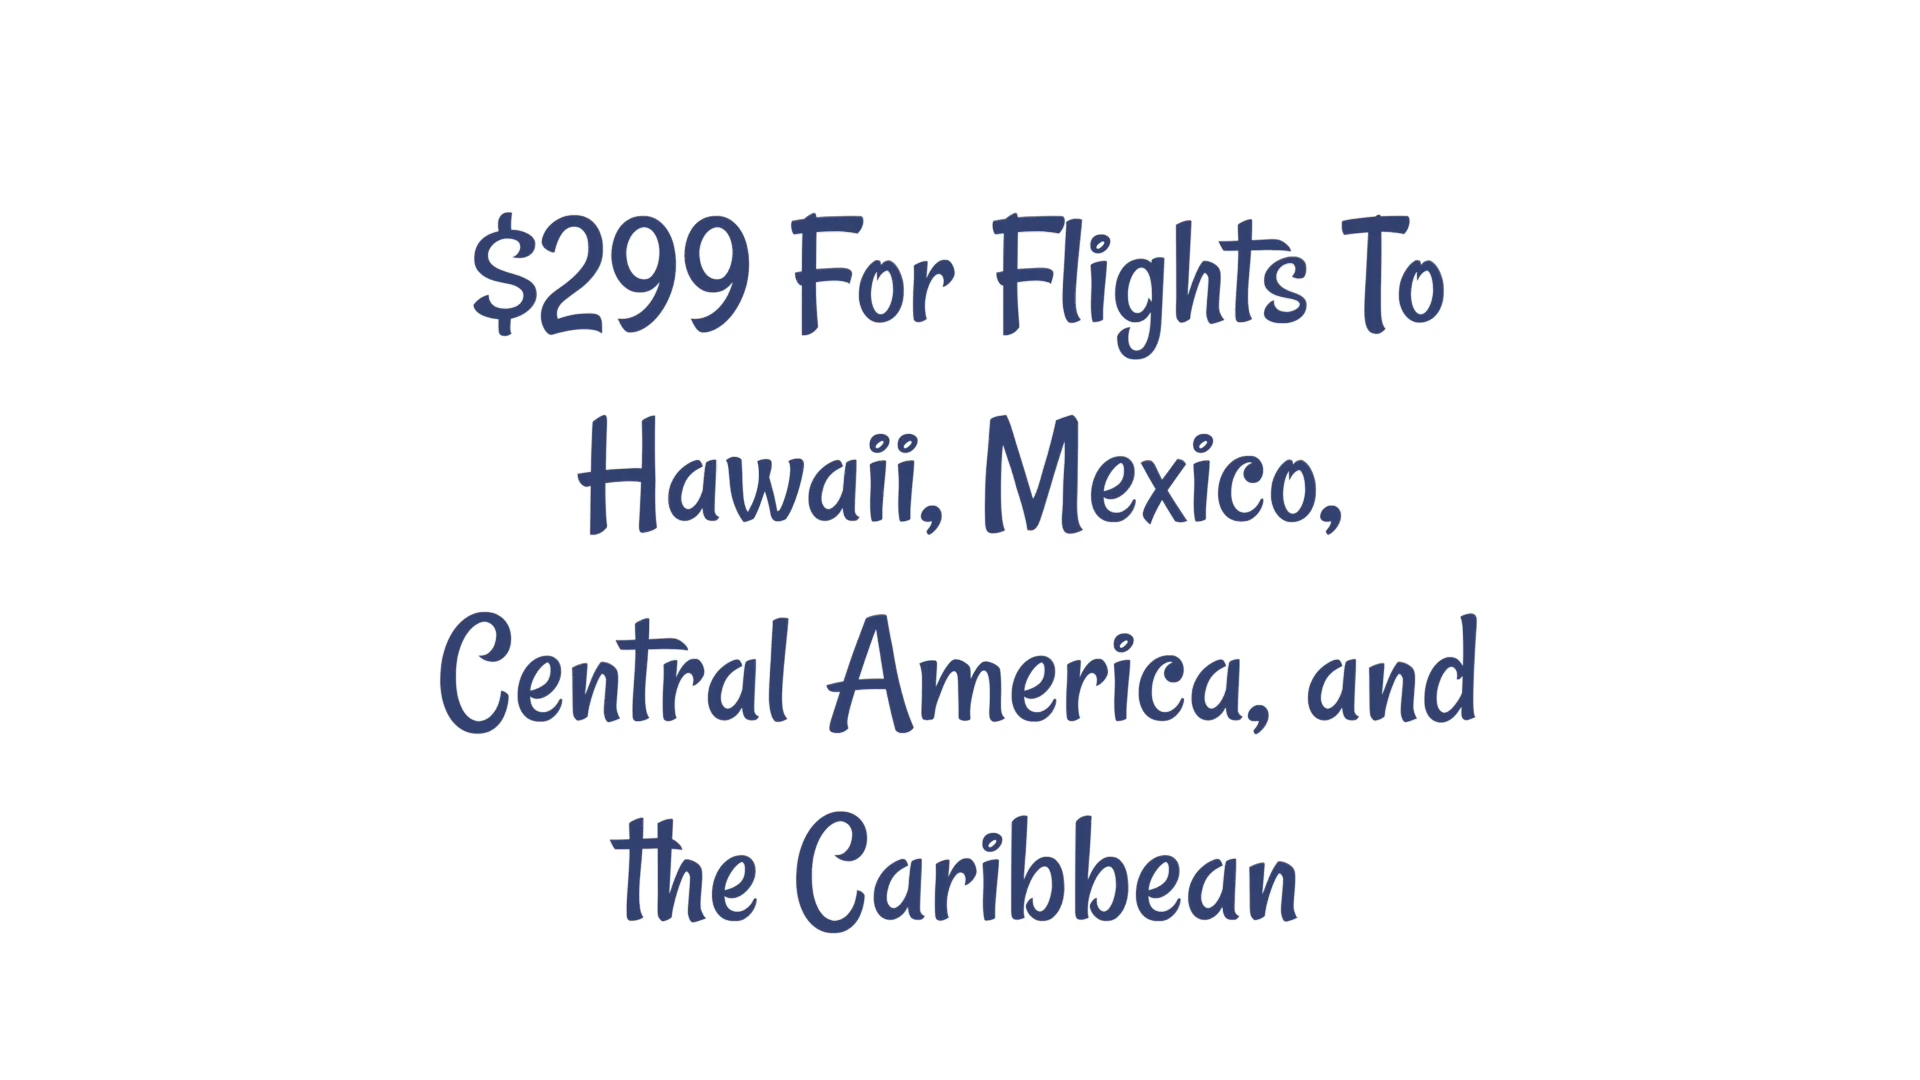 $299 For Flights To
Hawaii, Mexico,
Central America, and
the Caribbean